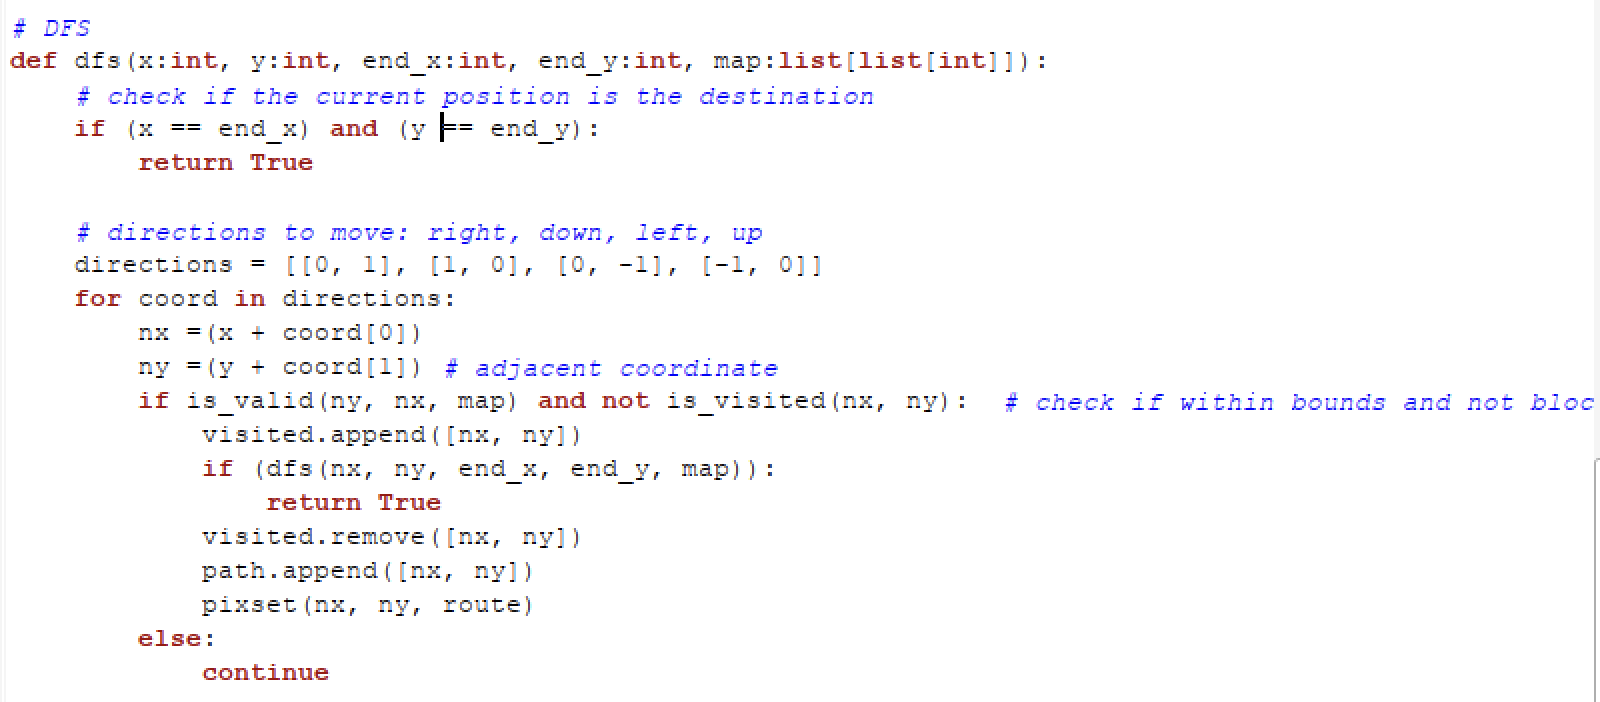 # DFS
def dfs(x:int, y:int, end_x:int, end_y:int, map:list[list[int]]):
    # check if the current position is the destination
    if (x == end_x) and (y == end_y):
        return True

    # directions to move: right, down, left, up
    directions = [[0, 1], [1, 0], [0, -1], [-1, 0]]
    for coord in directions:
        nx =(x + coord[0])
        ny =(y + coord[1]) # adjacent coordinate
        if is_valid(ny, nx, map) and not is_visited(nx, ny):  # check if within bounds and not bloc
            visited.append([nx, ny])
            if (dfs(nx, ny, end_x, end_y, map)):
                return True
            visited.remove([nx, ny])
            path.append([nx, ny])
            pixset(nx, ny, route)
        else:
            continue